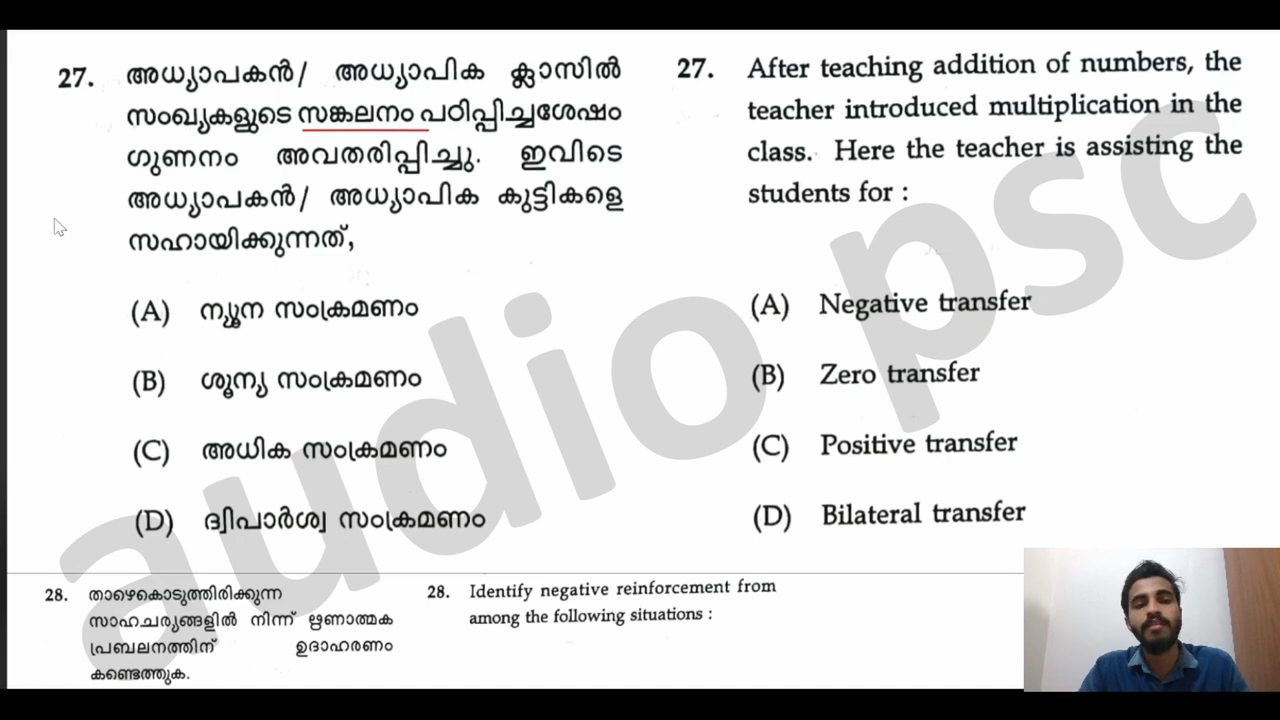 27. അധ്യാപകൻ/ അധ്യാപിക ക്ലാസിൽ
സംഖ്യകളുടെ സങ്കലനം പഠിപ്പിച്ചശേഷം
ഗുണനം അവതരിപ്പിച്ചു. ഇവിടെ
അധ്യാപകൻ/ അധ്യാപിക കുട്ടികളെ
സഹായിക്കുന്നത്,
(A) ന്യൂന സംക്രമണം
(B) ശൂന്യ സംക്രമണം
(C) അധിക സംക്രമണം
(D) ദ്വിപാർശ്വ സംക്രമണം
27. After teaching addition of numbers, the
teacher introduced multiplication in the
class. Here the teacher is assisting the
students for :
(A) Negative transfer
(B) Zero transfer
(C) Positive transfer
(D) Bilateral transfer
28. താഴെകൊടുത്തിരിക്കുന്ന
സാഹചര്യങ്ങളിൽ നിന്ന് ഋണാത്മക
പ്രബലനത്തിന് ഉദാഹരണം
കണ്ടെത്തുക.
28. Identify negative reinforcement from
among the following situations :
audio psc